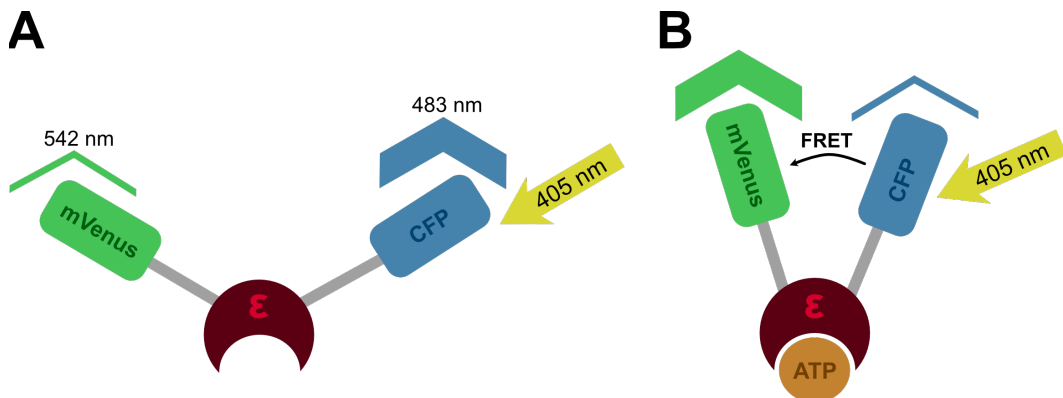 A
542 nm
mVenus
483 nm
CFP
405 nm
ε
B
mVenus
FRET
CFP
405 nm
ε
ATP